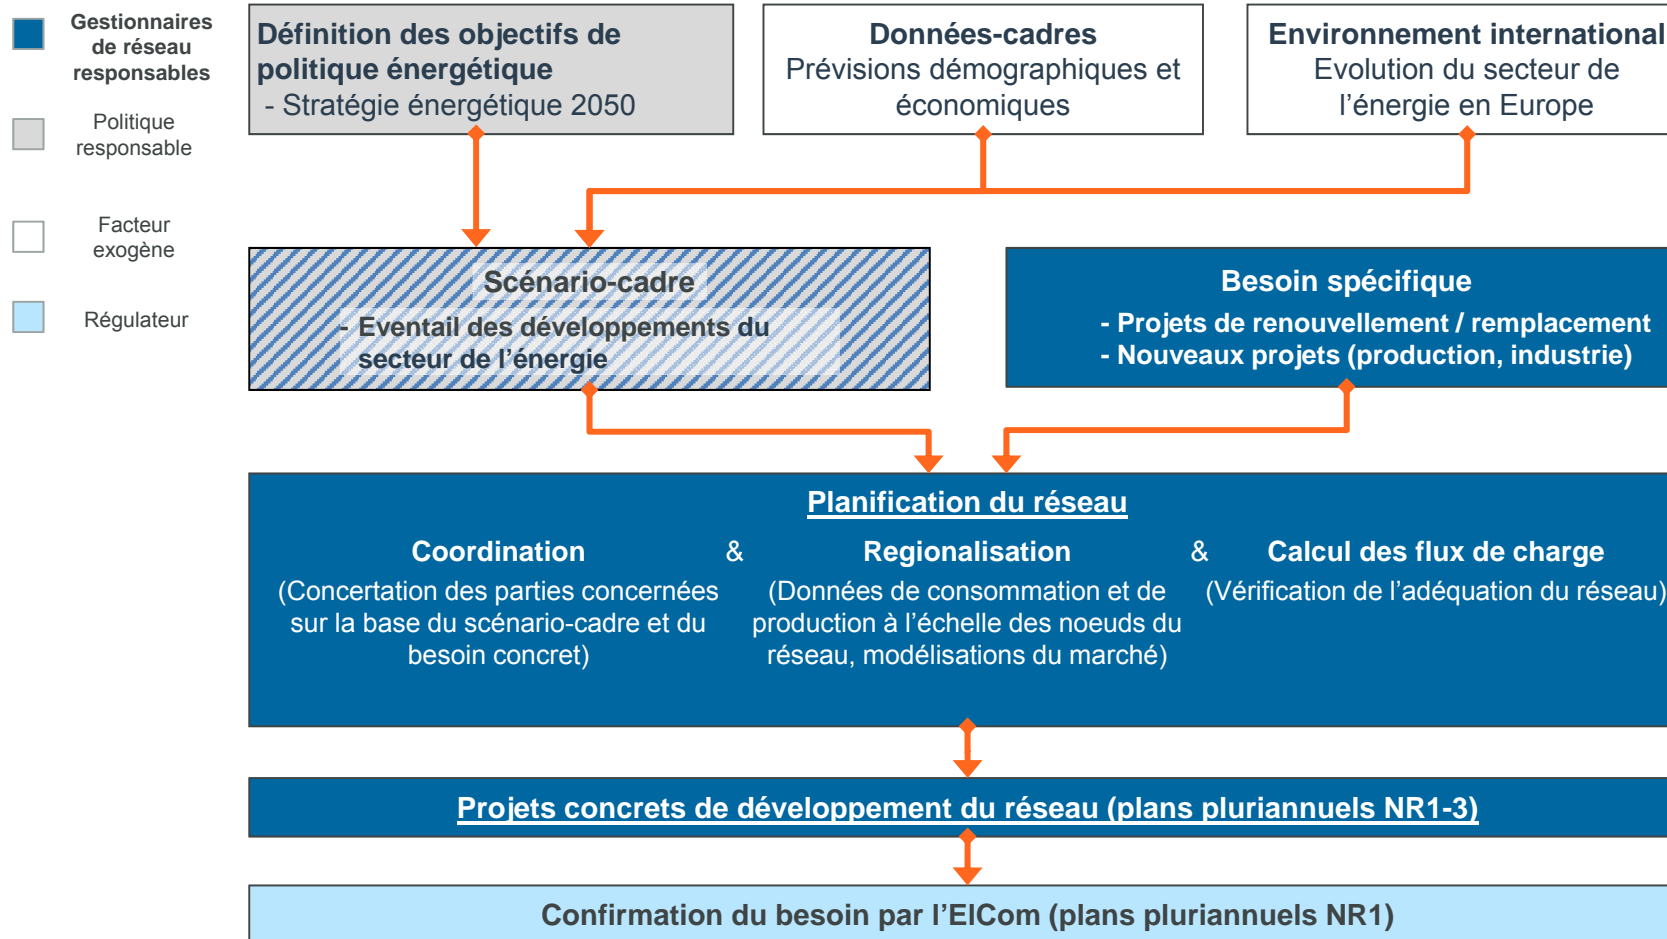 Gestionnaires
de réseau
responsables
Politique
responsable
Facteur
exogène
Régulateur
Définition des objectifs de
politique énergétique
- Stratégie énergétique 2050
Données-cadres
Prévisions démographiques et
économiques
Environnement international
Evolution du secteur de
l’énergie en Europe
Scénario-cadre
- Eventail des développements du
secteur de l’énergie
Besoin spécifique
- Projets de renouvellement / remplacement
- Nouveaux projets (production, industrie)
Planification du réseau
Coordination & Regionalisation & Calcul des flux de charge
(Concertation des parties concernées
sur la base du scénario-cadre et du
besoin concret)
(Données de consommation et de
production à l’échelle des noeuds du
réseau, modélisations du marché)
(Vérification de l’adéquation du réseau)
Projets concrets de développement du réseau (plans pluriannuels NR1-3)
Confirmation du besoin par l’ElCom (plans pluriannuels NR1)